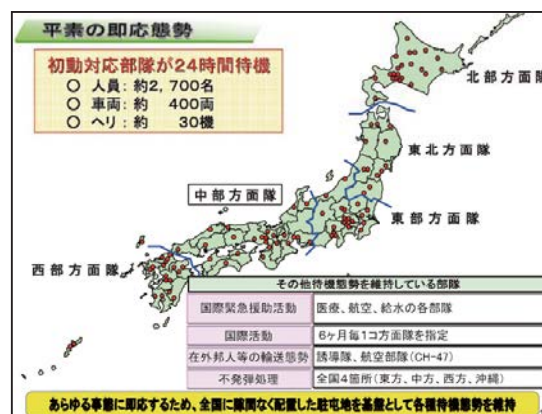 平素の即応態勢
初動対応部隊が24時間待機
○ 人員：約2，700名
○ 車両：約 400両
○ ヘリ：約 30機
北部方面隊
東北方面隊
中部方面隊
東部方面隊
西部方面隊
その他待機態勢を維持している部隊
国際緊急援助活動 医療、航空、給水の各部隊
国際活動 6ヶ月毎1コ方面隊を指定
在外邦人等の輸送態勢 誘導隊、航空部隊（CH-47）
不発弾処理 全国4箇所（東方、中方、西方、沖縄）
あらゆる事態に即応するため、全国に隙間なく配置した駐屯地を基盤として各種待機態勢を維持